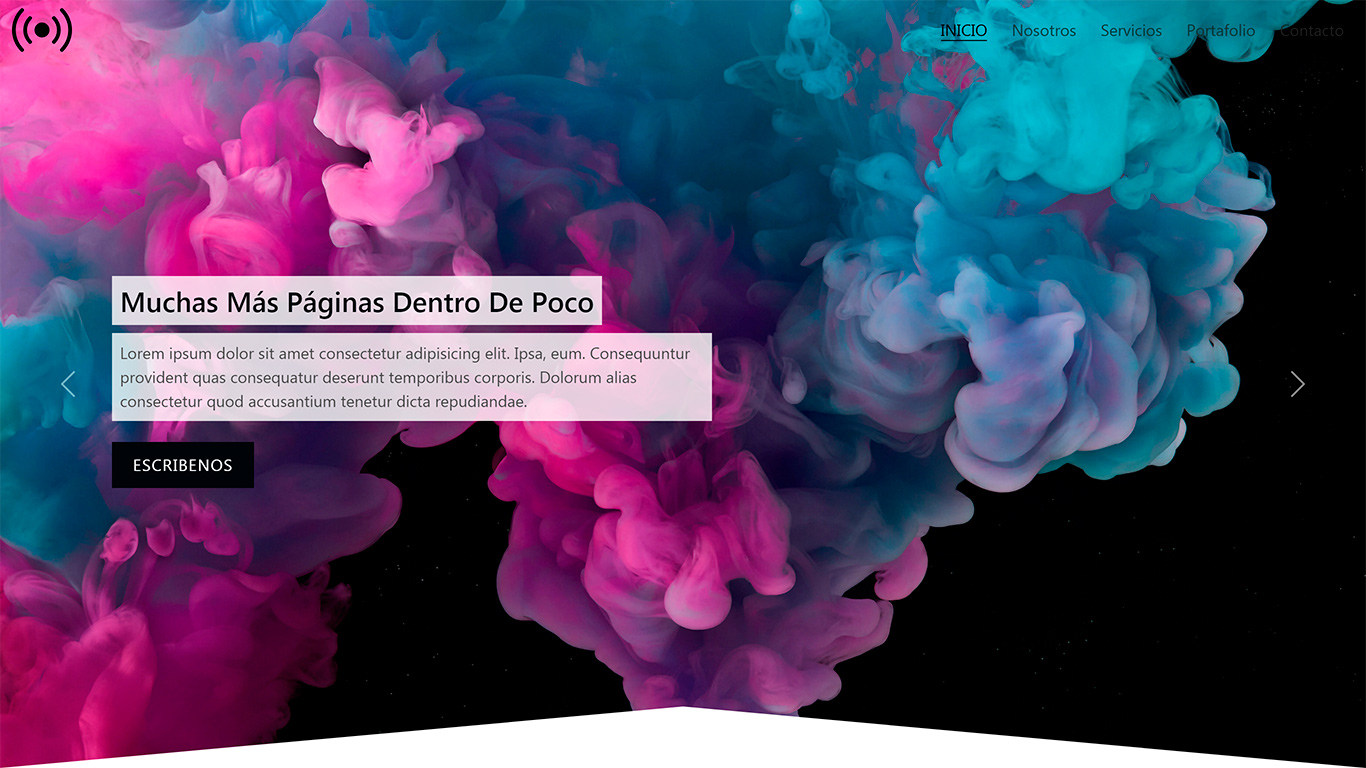 INICIO Nosotros Servicios Portafolio Contacto
Muchas Más Páginas Dentro De Poco
Lorem ipsum dolor sit amet consectetur adipisicing elit. Ipsa, eum. Consequuntur
provident quas consequatur deserunt temporibus corporis. Dolorum alias
consectetur quod accusantium tenetur dicta repudiandae.
ESCRIBENOS